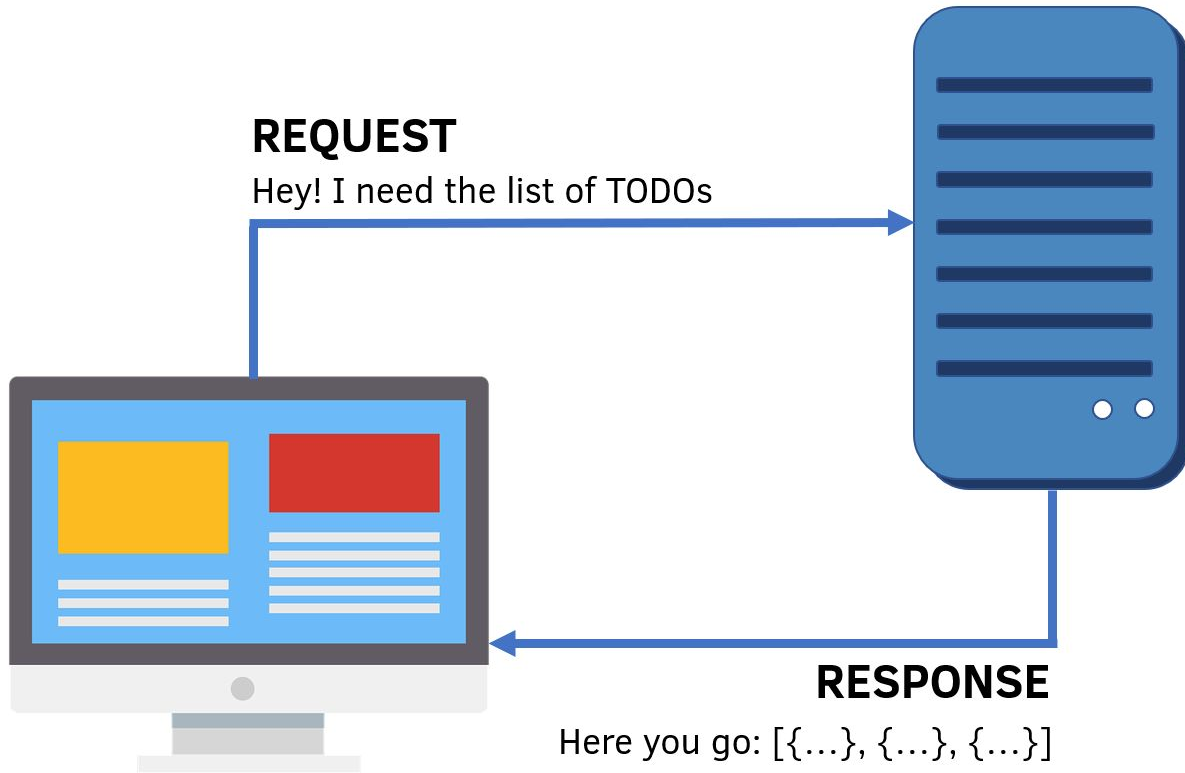 REQUEST
Hey! I need the list of TODOs
RESPONSE
Here you go: [{...}, {...}, {...}]